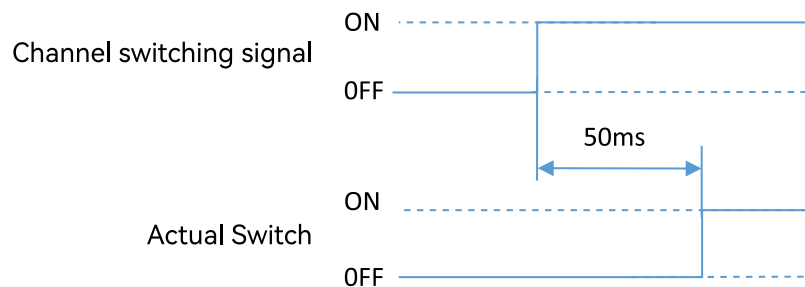 ON
Channel switching signal
0FF
50ms
ON
Actual Switch
0FF